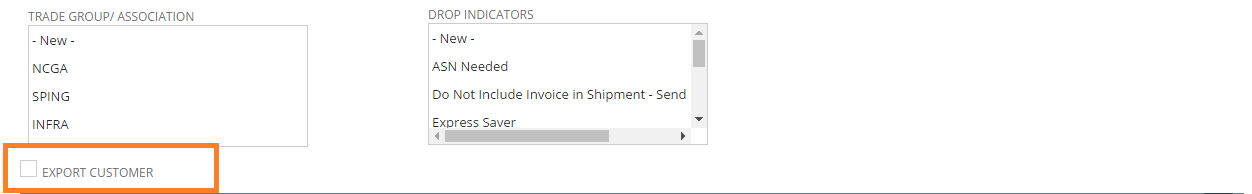 TRADE GROUP/ ASSOCIATION
- New -
NCGA
SPING
INFRA
DROP INDICATORS
- New -
ASN Needed
Do Not Include Invoice in Shipment - Send
Express Saver
EXPORT CUSTOMER